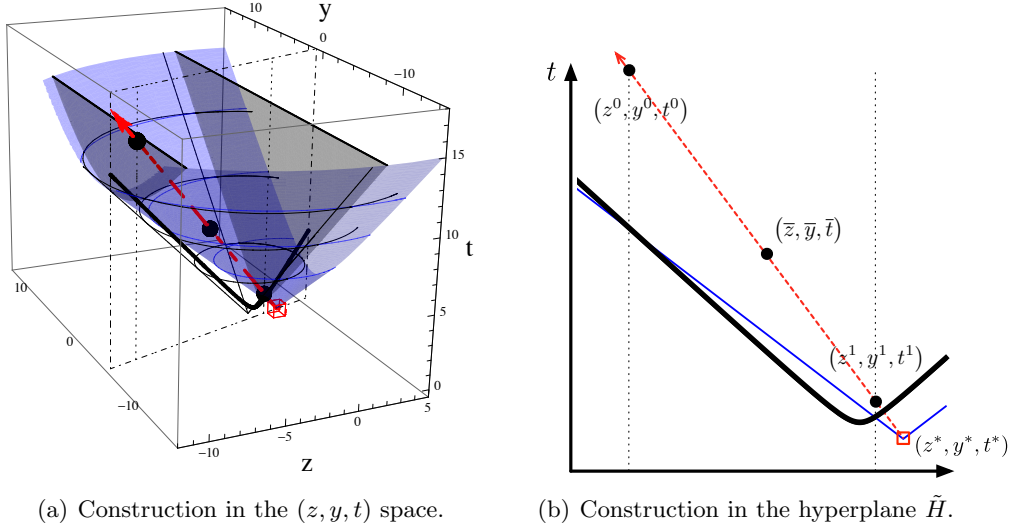 y
10
0
−10
15
10
t
5
0
10
0
−10
−10
−5
0
5
z
t
(z⁰, y⁰, t⁰)
(z̅, y̅, t̅)
(z¹, y¹, t¹)
(z*, y*, t*)
(a) Construction in the (z, y, t) space.
(b) Construction in the hyperplane H̃.